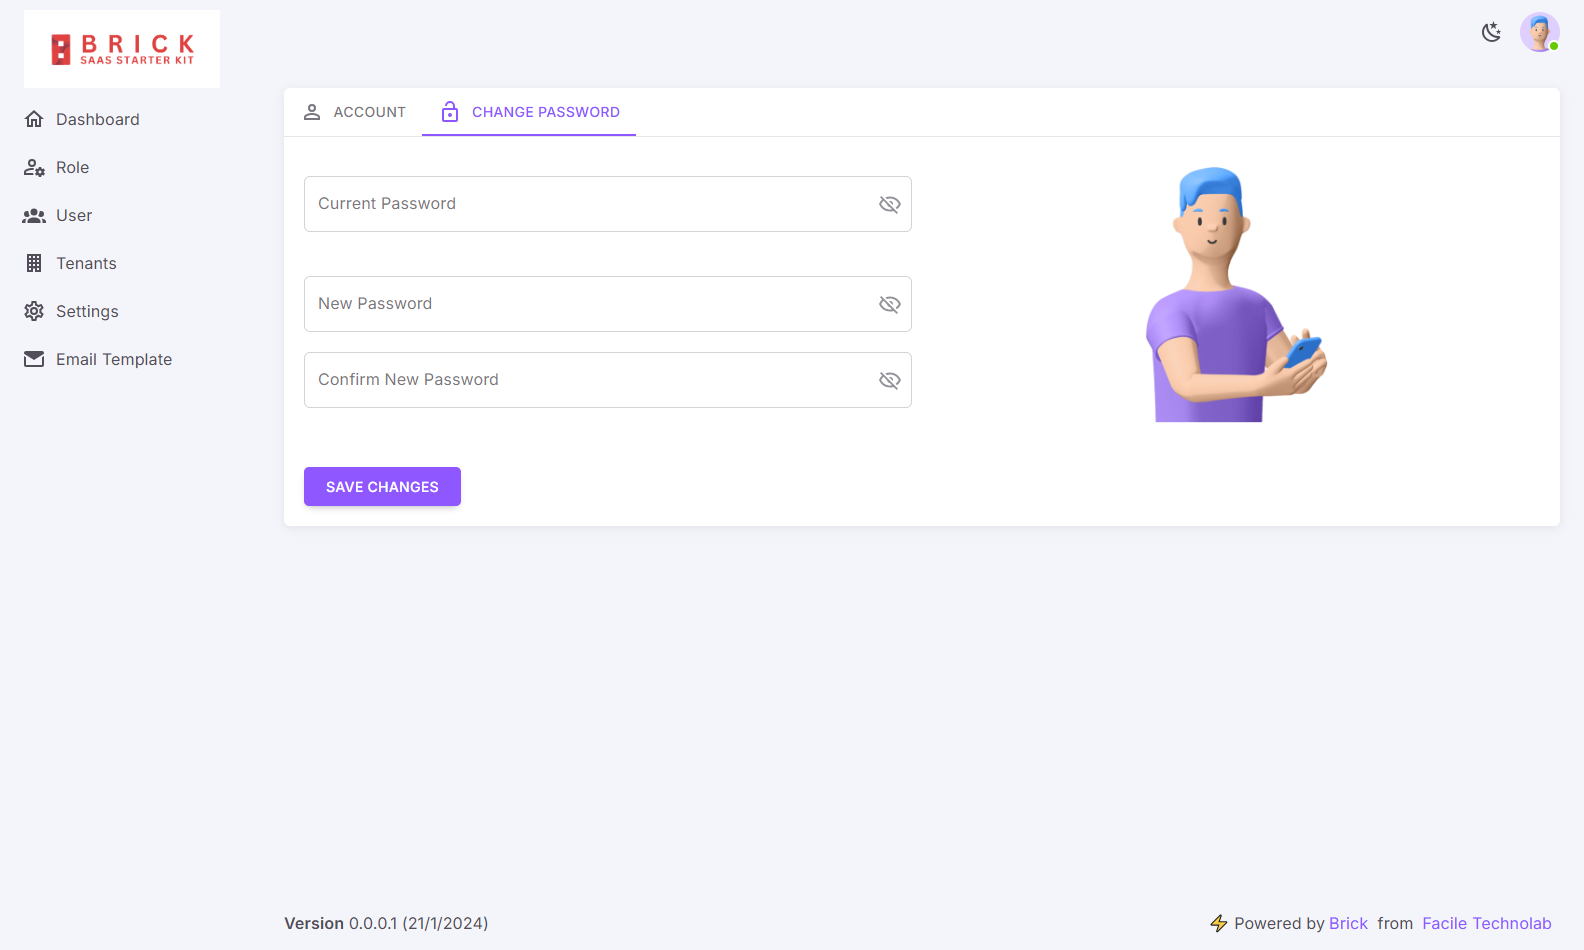 BRICK
SAAS STARTER KIT
Dashboard
Role
User
Tenants
Settings
Email Template
ACCOUNT
CHANGE PASSWORD
Current Password
New Password
Confirm New Password
SAVE CHANGES
Version 0.0.0.1 (21/1/2024)
Powered by Brick from Facile Technolab